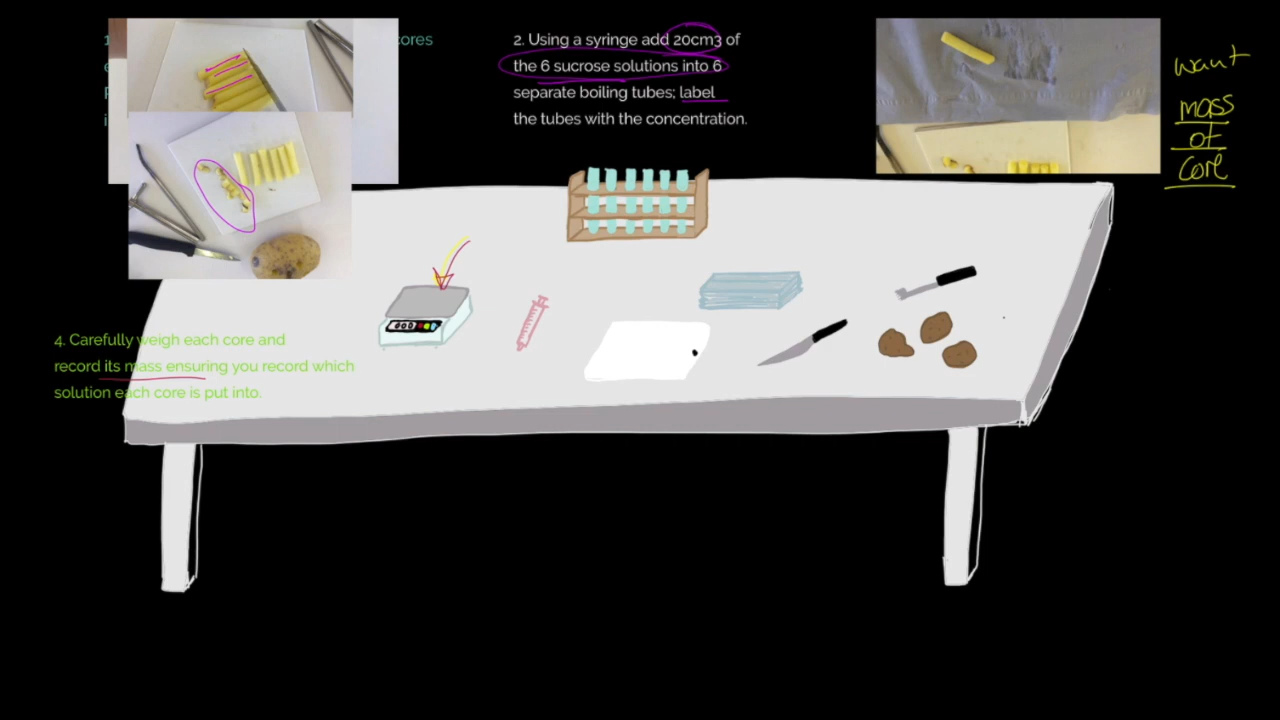 cores
2. Using a syringe add 20cm3 of
the 6 sucrose solutions into 6
separate boiling tubes; label
the tubes with the concentration.
want
mass
of
core
4. Carefully weigh each core and
record its mass ensuring you record which
solution each core is put into.